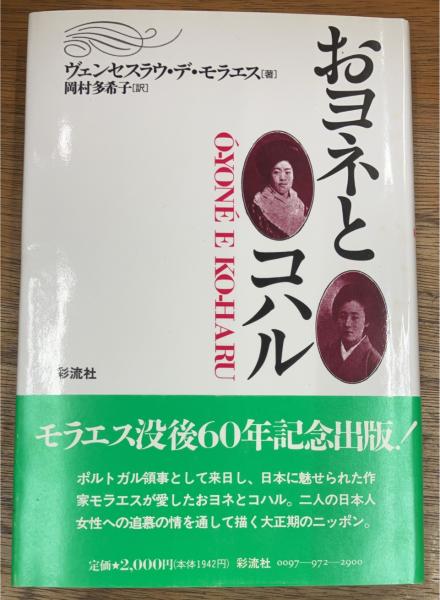 ヴェンセスラウ・デ・モラエス[著]
岡村多希子[訳]
おヨネと
コハル
Ó-YONÉ E KO-HARU
彩流社
モラエス没後60年記念出版!
ポルトガル領事として来日し、日本に魅せられた作
家モラエスが愛したおヨネとコハル。二人の日本人
女性への追慕の情を通して描く大正期のニッポン。
定価★2,000円(本体1942円) 彩流社 0097―972―2900